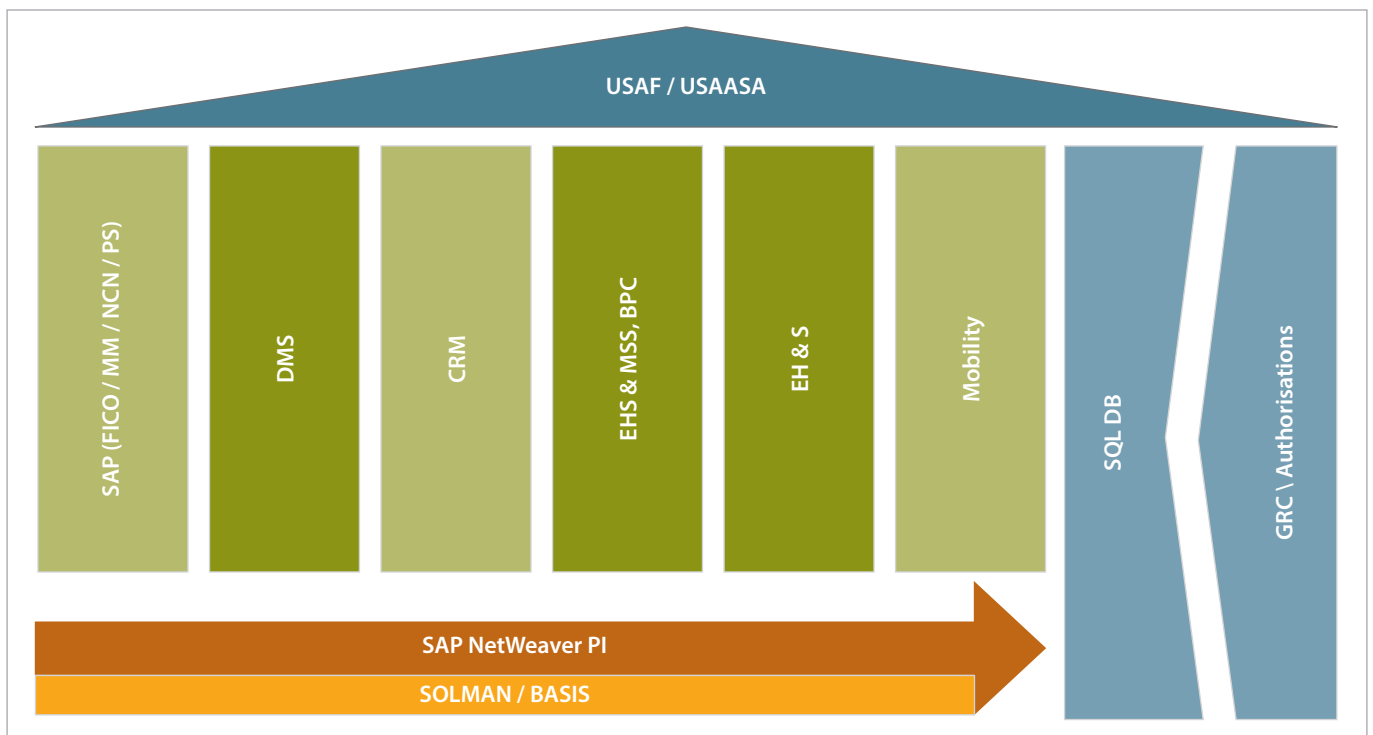 USAF / USAASA
SAP (FICO / MM / NCN / PS)
DMS
CRM
EHS & MSS, BPC
EH & S
Mobility
SQL DB
GRC \ Authorisations
SAP NetWeaver PI
SOLMAN / BASIS